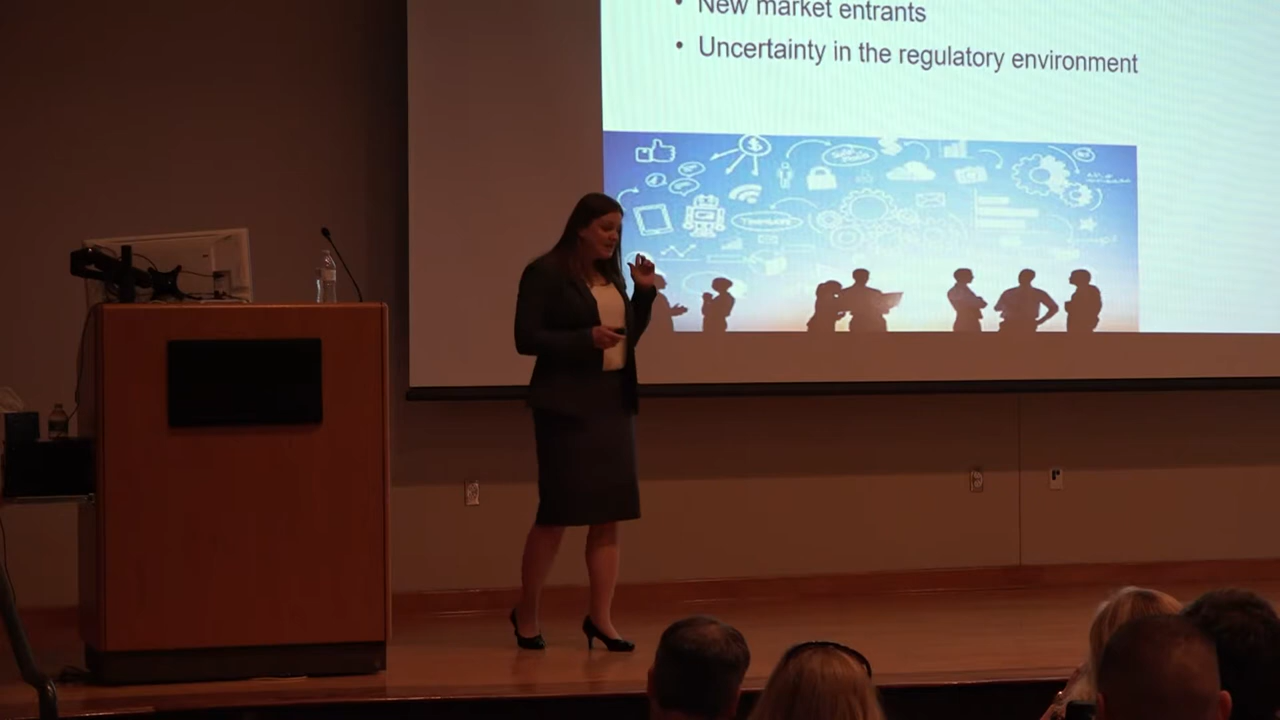 • New market entrants
• Uncertainty in the regulatory environment